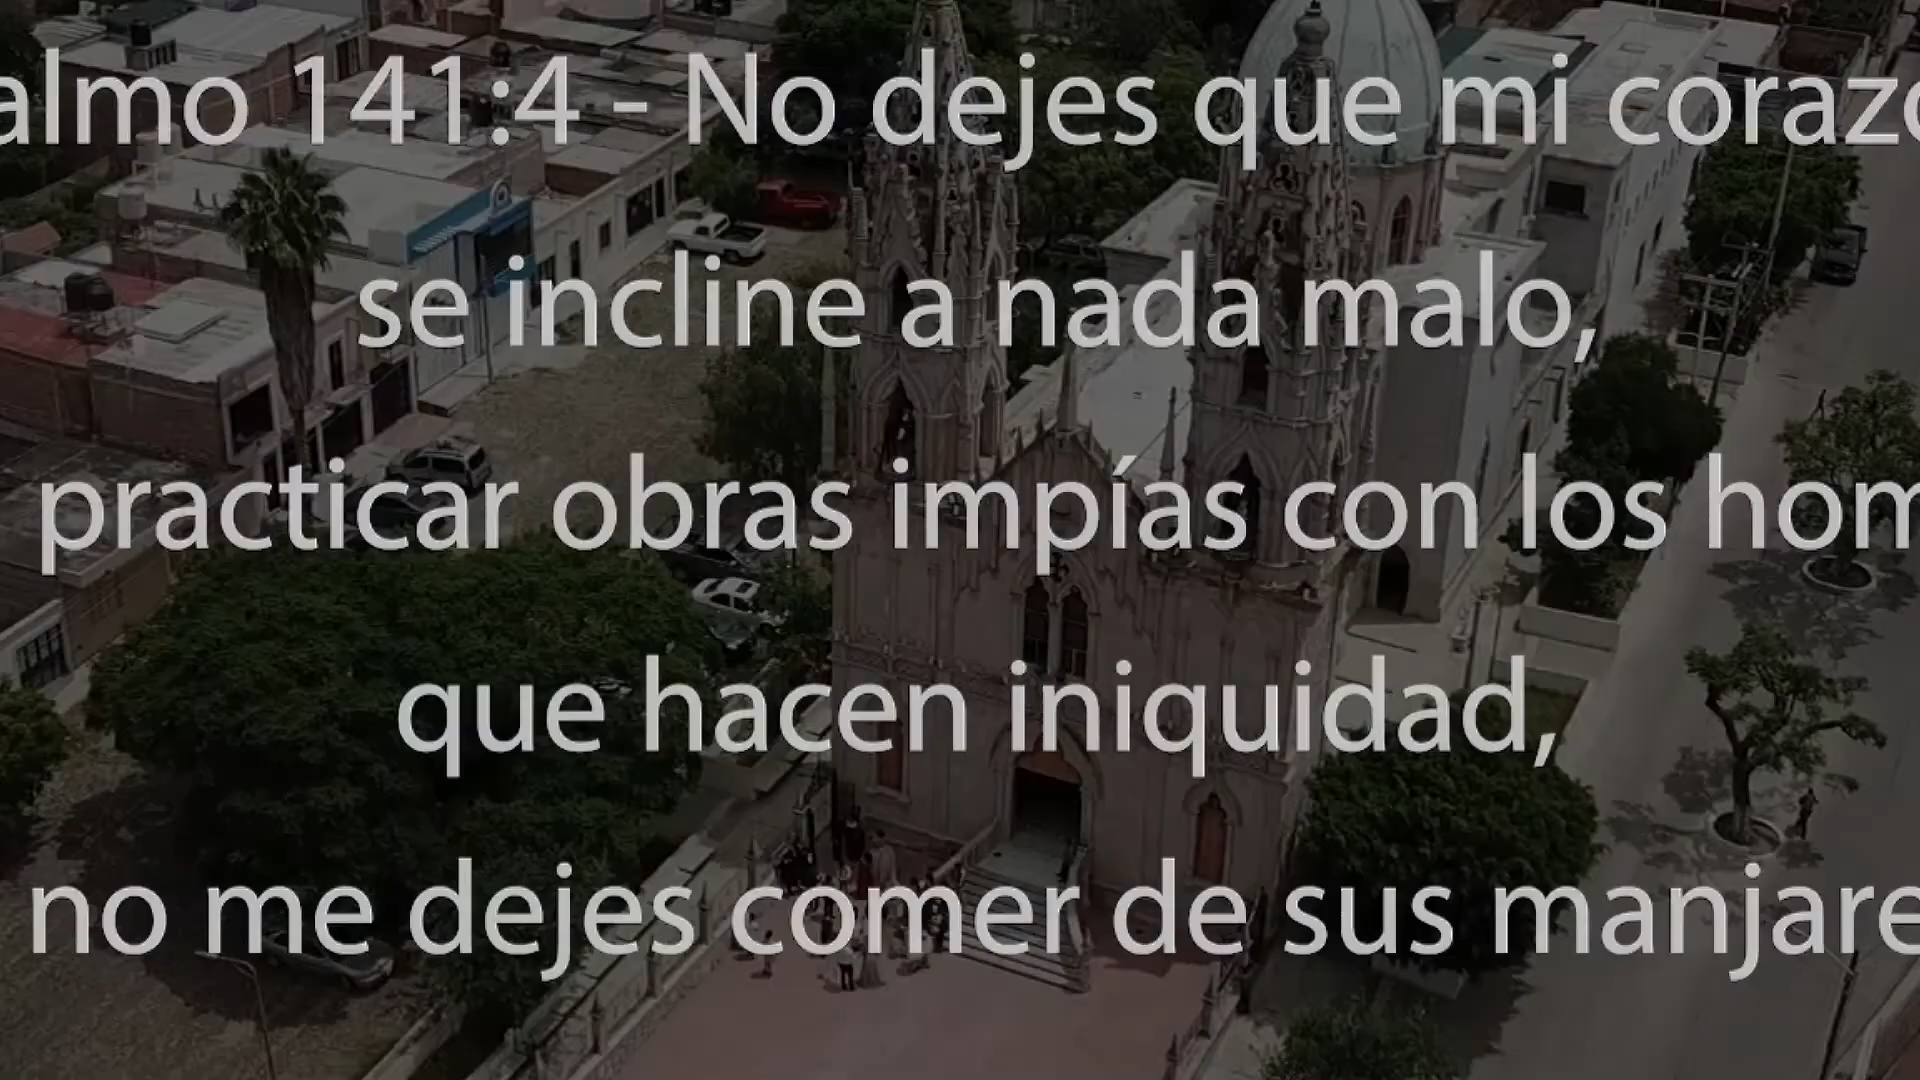 almo 141:4 - No dejes que mi corazo
se incline a nada malo,
practicar obras impías con los hom
que hacen iniquidad,
no me dejes comer de sus manjare